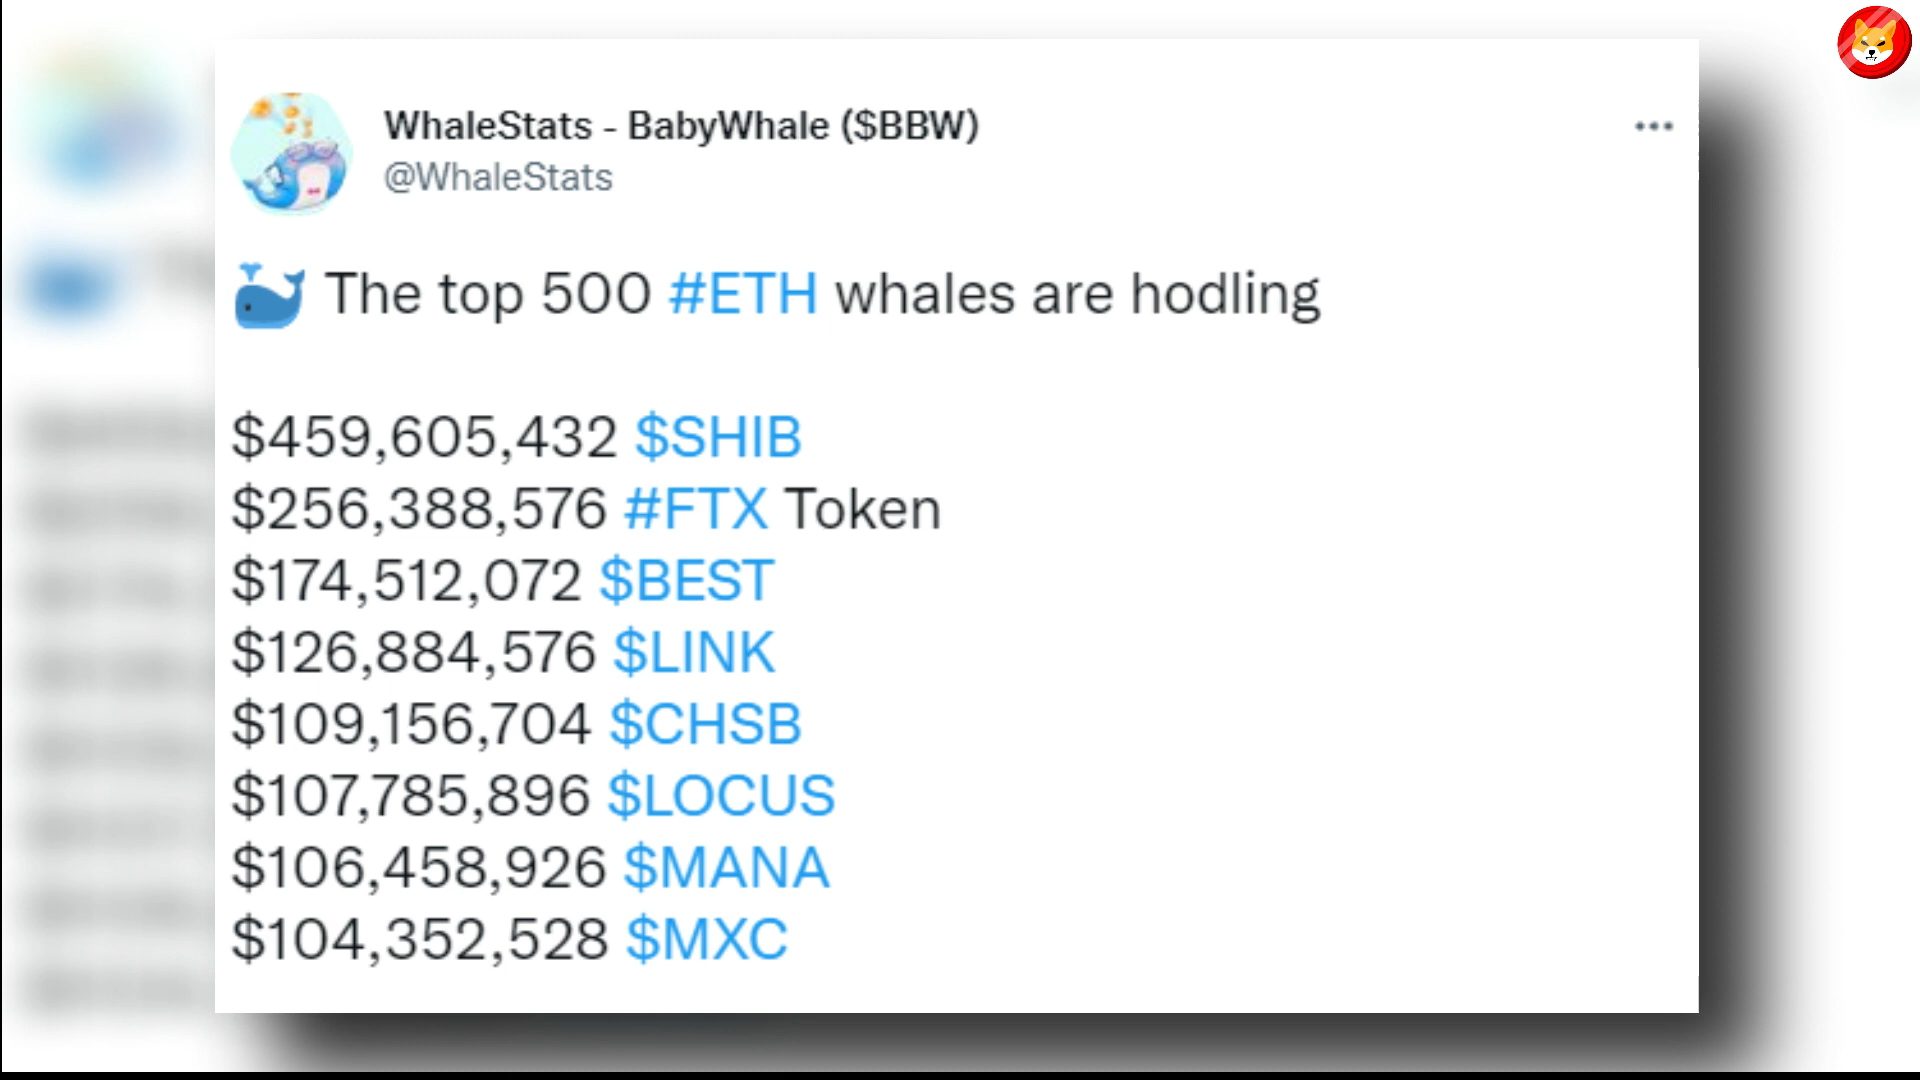 WhaleStats - BabyWhale ($BBW)
@WhaleStats
🐳 The top 500 #ETH whales are hodling
$459,605,432 $SHIB
$256,388,576 #FTX Token
$174,512,072 $BEST
$126,884,576 $LINK
$109,156,704 $CHSB
$107,785,896 $LOCUS
$106,458,926 $MANA
$104,352,528 $MXC